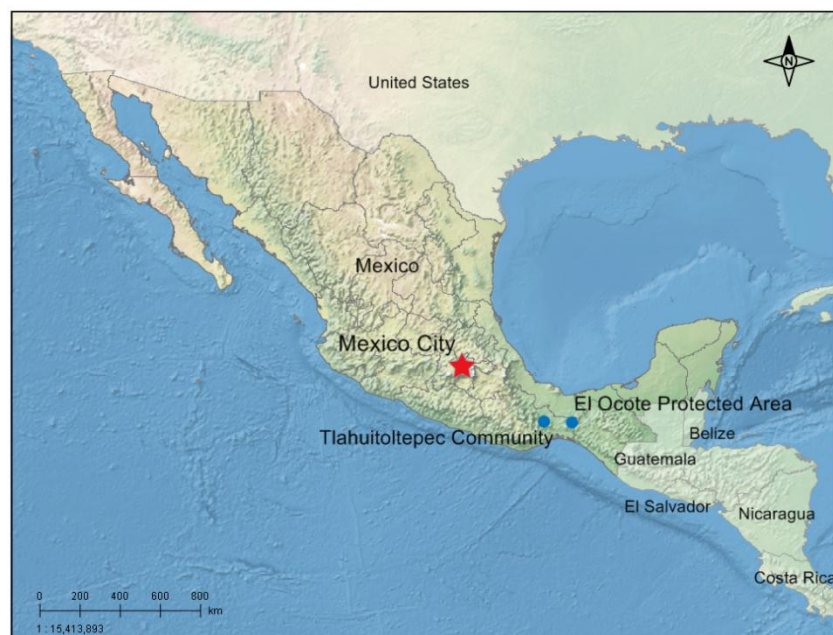 N
United States
Mexico
Mexico City
El Ocote Protected Area
Tlahuitoltepec Community
Belize
Guatemala
El Salvador
Nicaragua
Costa Rica
0 200 400 600 800
km
1 : 15,413,893